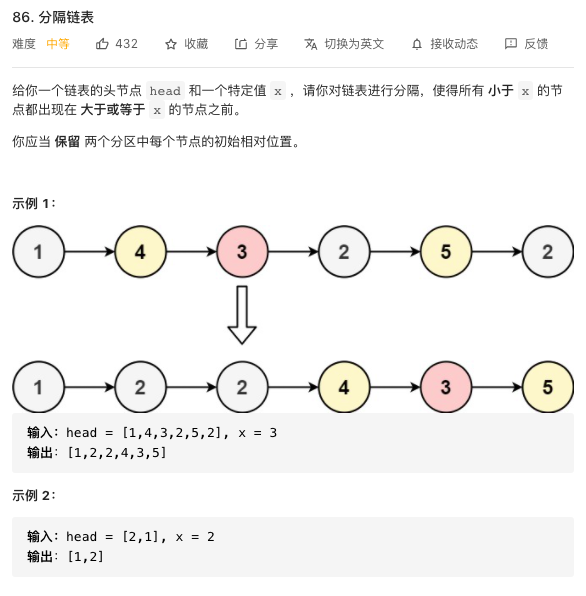 86. 分隔链表
难度 中等 432 收藏 分享 切换为英文 接收动态 反馈
给你一个链表的头节点 head 和一个特定值 x ，请你对链表进行分隔，使得所有 小于 x 的节
点都出现在 大于或等于 x 的节点之前。
你应当 保留 两个分区中每个节点的初始相对位置。
示例 1：
1 4 3 2 5 2
1 2 2 4 3 5
输入：head = [1,4,3,2,5,2], x = 3
输出：[1,2,2,4,3,5]
示例 2：
输入：head = [2,1], x = 2
输出：[1,2]